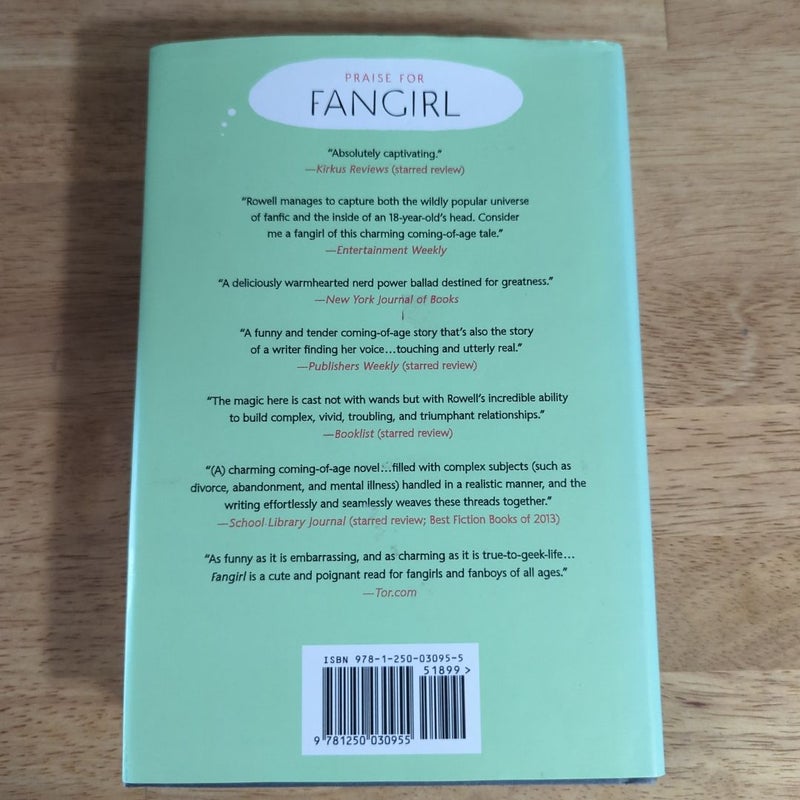 PRAISE FOR
FANGIRL
“Absolutely captivating.”
—Kirkus Reviews (starred review)
“Rowell manages to capture both the wildly popular universe
of fanfic and the inside of an 18-year-old’s head. Consider
me a fangirl of this charming coming-of-age tale.”
—Entertainment Weekly
“A deliciously warmhearted nerd power ballad destined for greatness.”
—New York Journal of Books
“A funny and tender coming-of-age story that’s also the story
of a writer finding her voice…touching and utterly real.”
—Publishers Weekly (starred review)
“The magic here is cast not with wands but with Rowell’s incredible ability
to build complex, vivid, troubling, and triumphant relationships.”
—Booklist (starred review)
“(A) charming coming-of-age novel…filled with complex subjects (such as
divorce, abandonment, and mental illness) handled in a realistic manner, and the
writing effortlessly and seamlessly weaves these threads together.”
—School Library Journal (starred review; Best Fiction Books of 2013)
“As funny as it is embarrassing, and as charming as it is true-to-geek-life…
Fangirl is a cute and poignant read for fangirls and fanboys of all ages.”
—Tor.com
ISBN 978-1-250-03095-5
51899 >
9 781250 030955